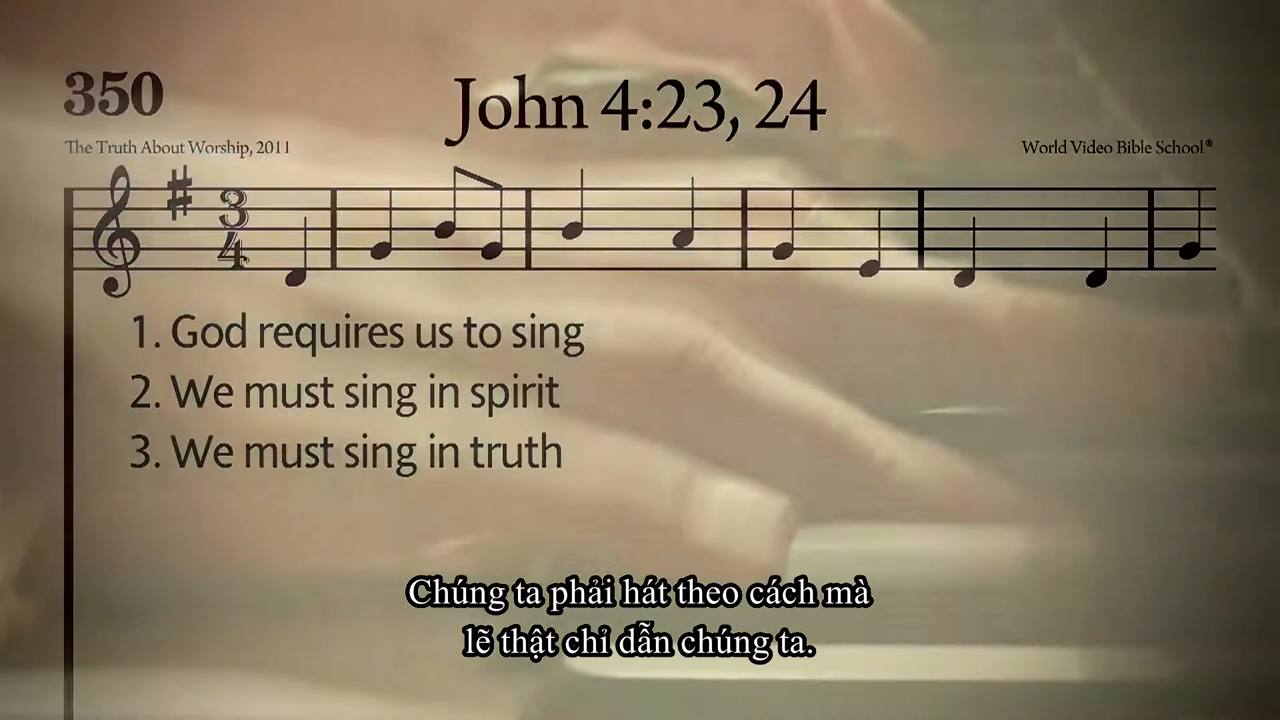 350
John 4:23, 24
The Truth About Worship, 2011
World Video Bible School®
3
4
1. God requires us to sing
2. We must sing in spirit
3. We must sing in truth
Chúng ta phải hát theo cách mà
lẽ thật chỉ dẫn chúng ta.